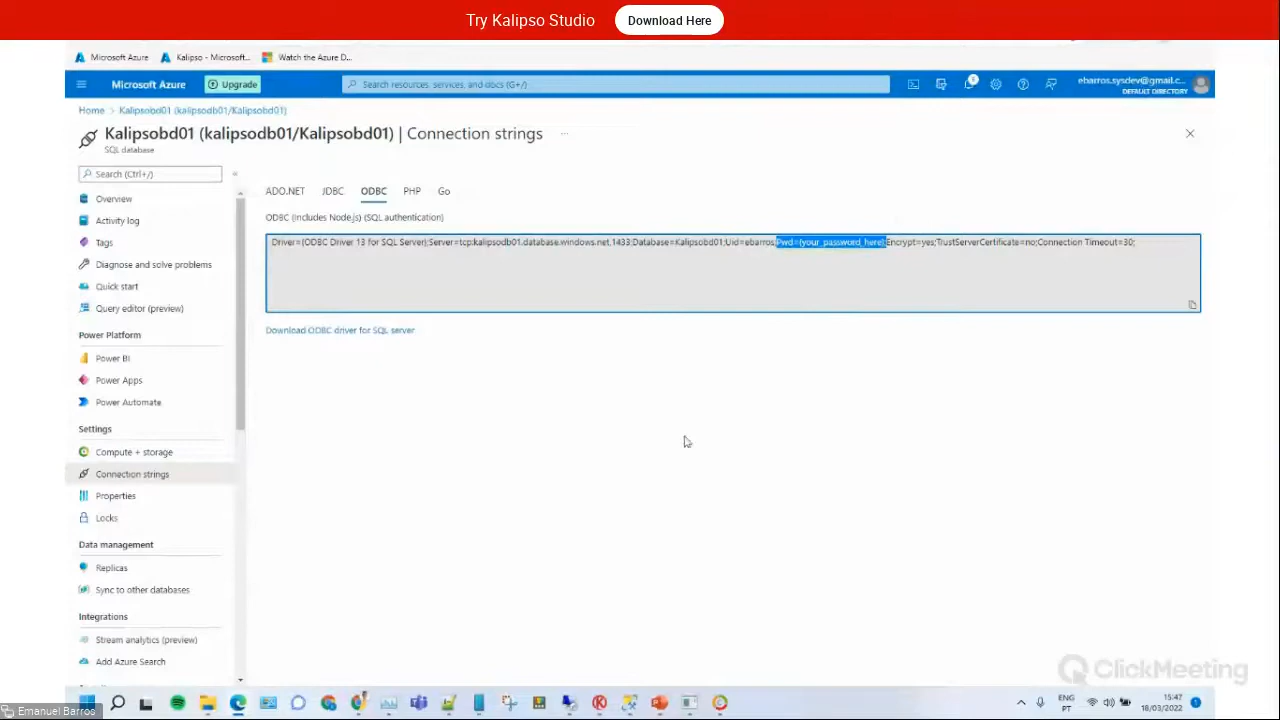 Try Kalipso Studio
Download Here
Microsoft Azure
Kalipso - Microsoft...
Watch the Azure D...
Microsoft Azure
Upgrade
Search resources, services, and docs (G+/)
ebarros.sysdev@gmail.c...
DEFAULT DIRECTORY
Home > Kalipsobd01 (kalipsodb01/Kalipsobd01)
Kalipsobd01 (kalipsodb01/Kalipsobd01) | Connection strings ...
SQL database
Search (Ctrl+/)
«
Overview
Activity log
Tags
Diagnose and solve problems
Quick start
Query editor (preview)
Power Platform
Power BI
Power Apps
Power Automate
Settings
Compute + storage
Connection strings
Properties
Locks
Data management
Replicas
Sync to other databases
Integrations
Stream analytics (preview)
Add Azure Search
ADO.NET JDBC ODBC PHP Go
ODBC (Includes Node.js) (SQL authentication)
Driver={ODBC Driver 13 for SQL Server};Server=tcp:kalipsodb01.database.windows.net,1433;Database=Kalipsobd01;Uid=ebarros;Pwd={your_password_here};Encrypt=yes;TrustServerCertificate=no;Connection Timeout=30;
Download ODBC driver for SQL server
ClickMeeting
Emanuel Barros
ENG
PT
15:47
18/03/2022